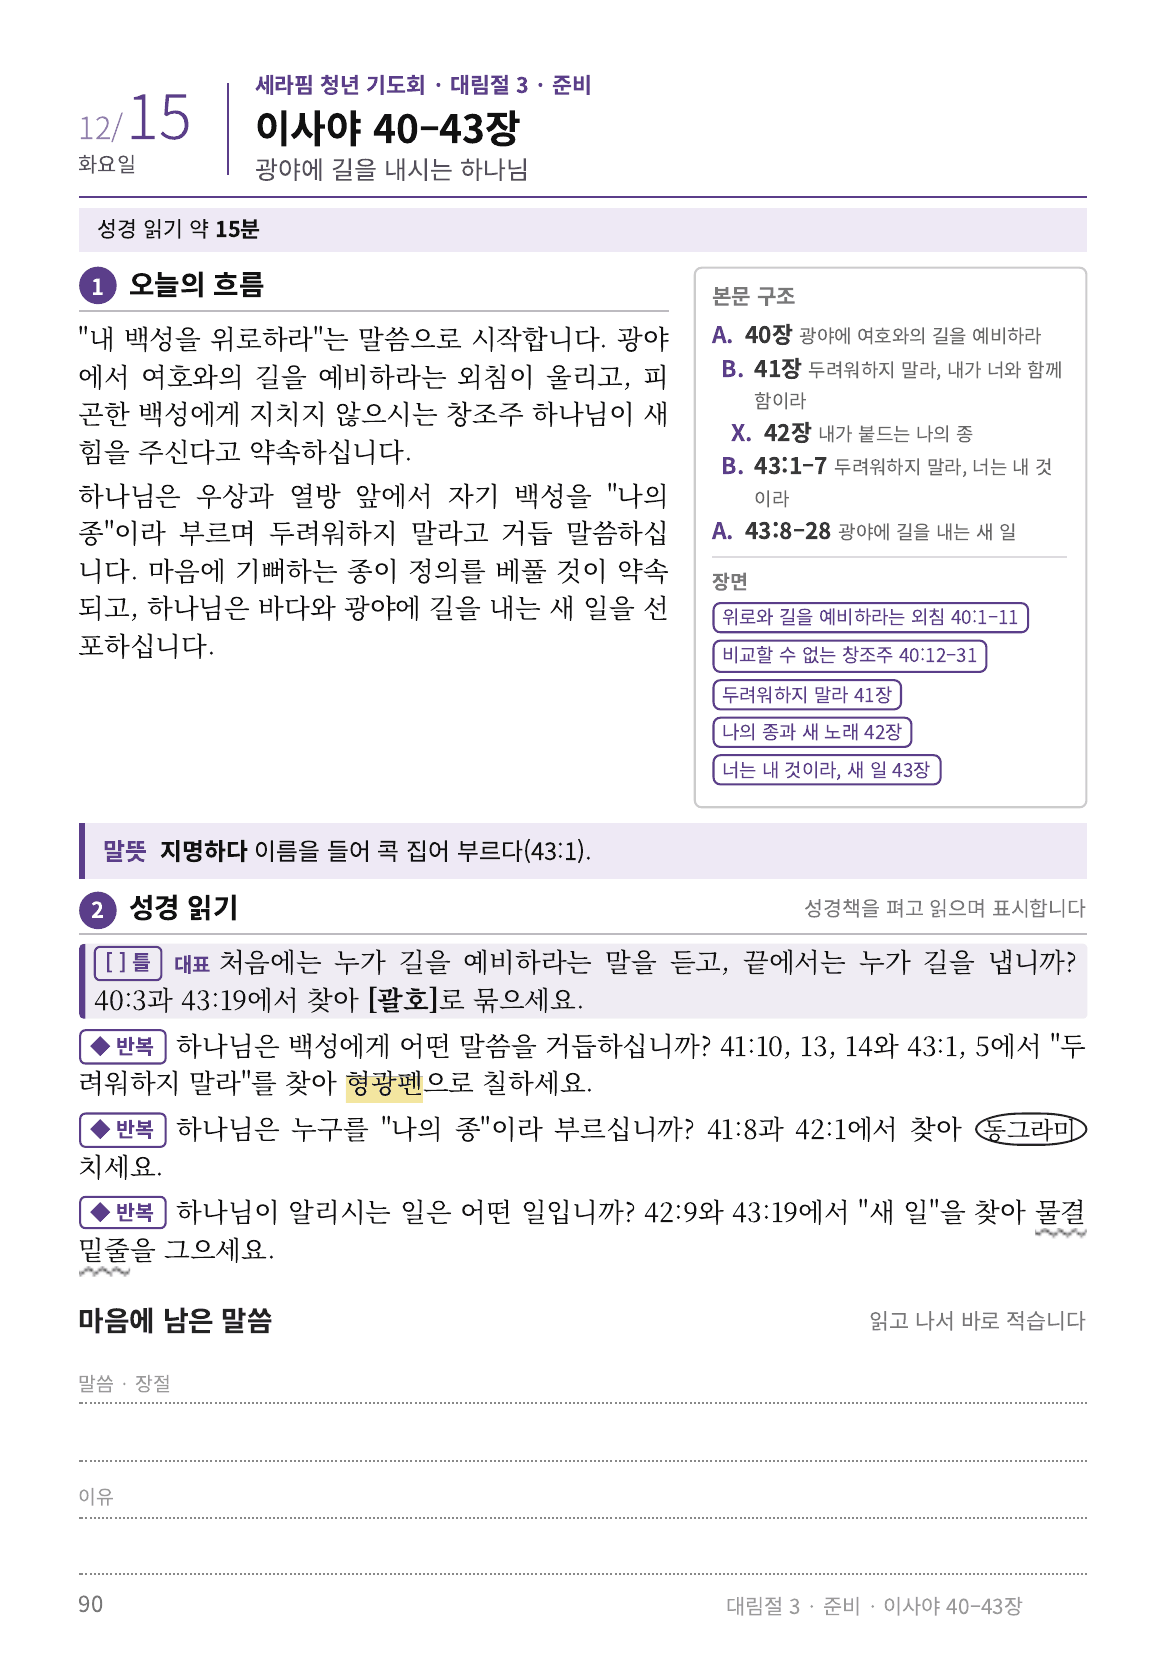 12/15
화요일
세라핌 청년 기도회 · 대림절 3 · 준비
이사야 40–43장
광야에 길을 내시는 하나님
성경 읽기 약 15분
1 오늘의 흐름
"내 백성을 위로하라"는 말씀으로 시작합니다. 광야
에서 여호와의 길을 예비하라는 외침이 울리고, 피
곤한 백성에게 지치지 않으시는 창조주 하나님이 새
힘을 주신다고 약속하십니다.
하나님은 우상과 열방 앞에서 자기 백성을 "나의
종"이라 부르며 두려워하지 말라고 거듭 말씀하십
니다. 마음에 기뻐하는 종이 정의를 베풀 것이 약속
되고, 하나님은 바다와 광야에 길을 내는 새 일을 선
포하십니다.
본문 구조
A. 40장 광야에 여호와의 길을 예비하라
B. 41장 두려워하지 말라, 내가 너와 함께
함이라
X. 42장 내가 붙드는 나의 종
B. 43:1–7 두려워하지 말라, 너는 내 것
이라
A. 43:8–28 광야에 길을 내는 새 일
장면
위로와 길을 예비하라는 외침 40:1–11
비교할 수 없는 창조주 40:12–31
두려워하지 말라 41장
나의 종과 새 노래 42장
너는 내 것이라, 새 일 43장
말뜻 지명하다 이름을 들어 콕 집어 부르다(43:1).
2 성경 읽기
성경책을 펴고 읽으며 표시합니다
[ ] 틀 대표 처음에는 누가 길을 예비하라는 말을 듣고, 끝에서는 누가 길을 냅니까?
40:3과 43:19에서 찾아 [괄호]로 묶으세요.
◆ 반복 하나님은 백성에게 어떤 말씀을 거듭하십니까? 41:10, 13, 14와 43:1, 5에서 "두
려워하지 말라"를 찾아 형광펜으로 칠하세요.
◆ 반복 하나님은 누구를 "나의 종"이라 부르십니까? 41:8과 42:1에서 찾아 동그라미
치세요.
◆ 반복 하나님이 알리시는 일은 어떤 일입니까? 42:9와 43:19에서 "새 일"을 찾아 물결
밑줄을 그으세요.
마음에 남은 말씀
읽고 나서 바로 적습니다
말씀 · 장절
이유
90
대림절 3 · 준비 · 이사야 40–43장